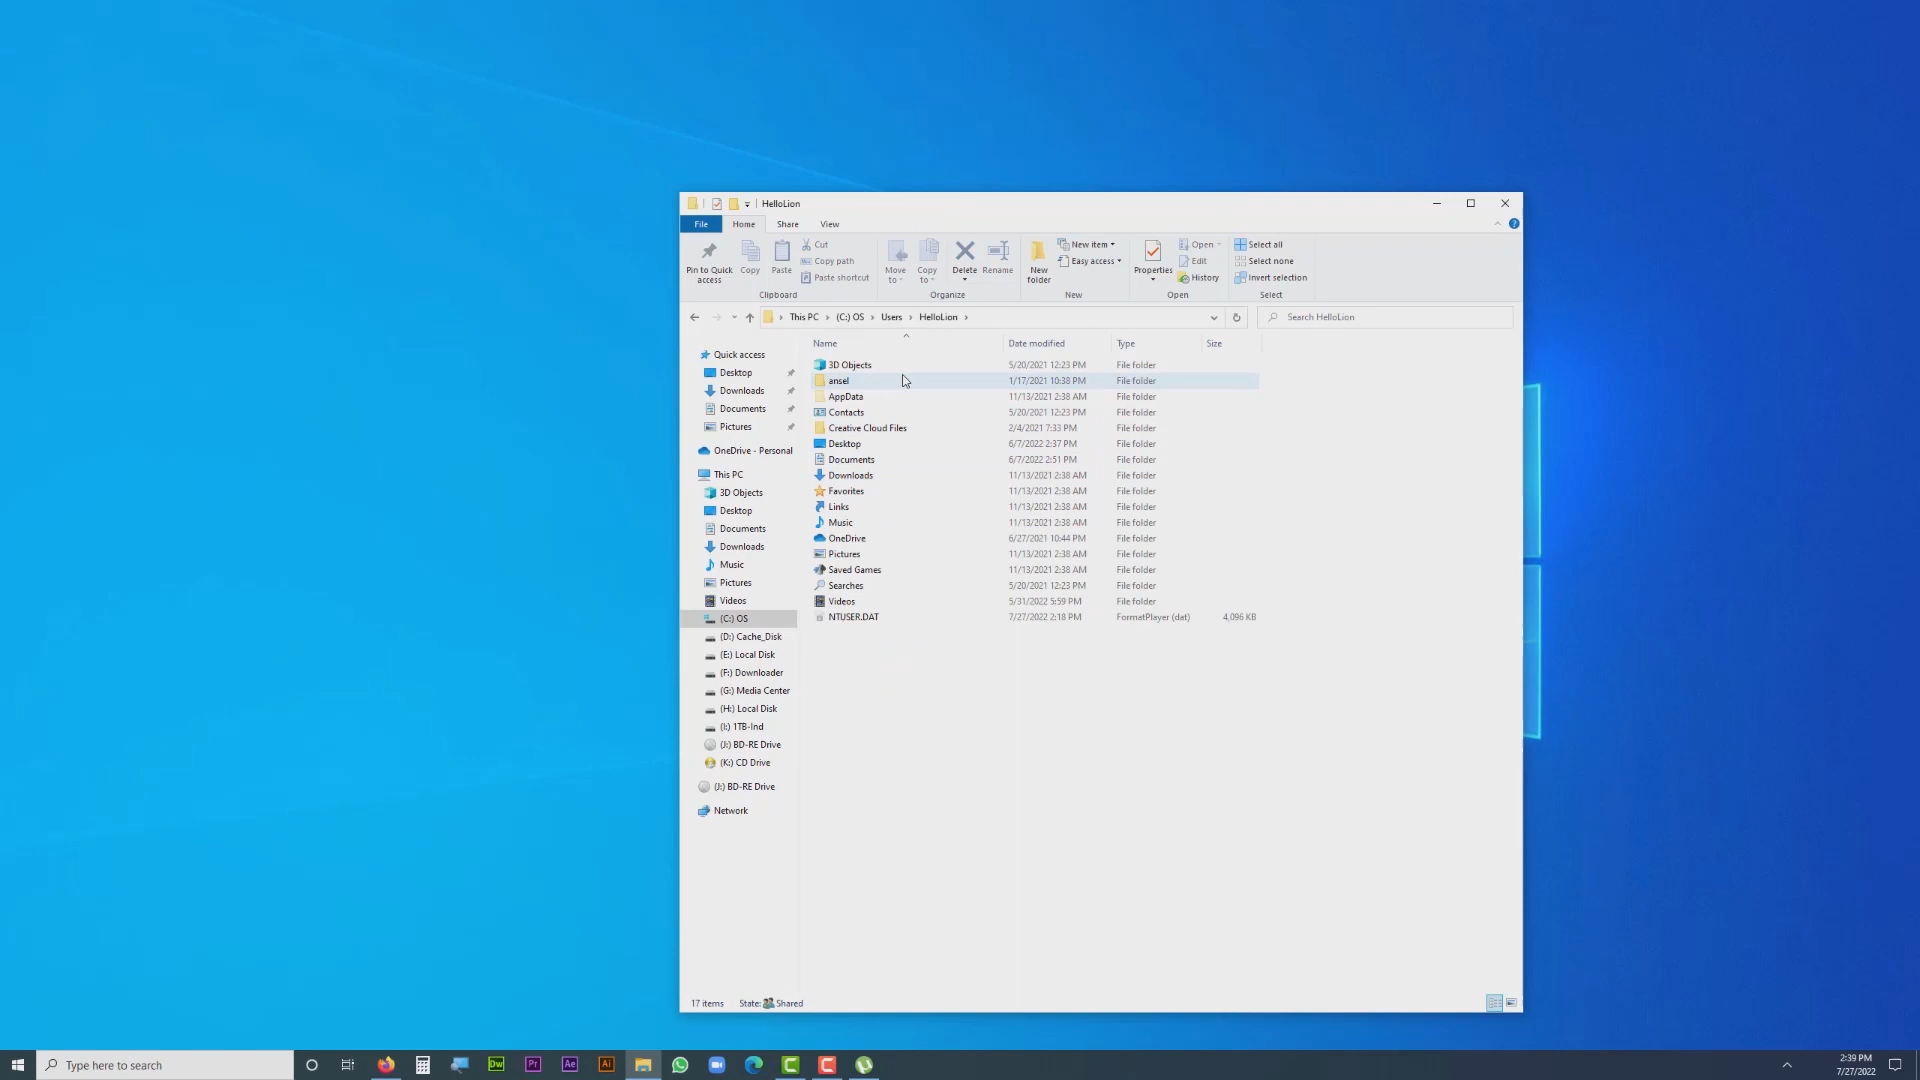 HelloLion
File Home Share View
Pin to Quick access
Copy
Paste
Cut
Copy path
Paste shortcut
Clipboard
Move to
Copy to
Delete
Rename
Organize
New folder
New item
Easy access
New
Properties
Open
Edit
History
Open
Select all
Select none
Invert selection
Select
This PC › (C:) OS › Users › HelloLion ›
Search HelloLion
Quick access
Desktop
Downloads
Documents
Pictures
OneDrive - Personal
This PC
3D Objects
Desktop
Documents
Downloads
Music
Pictures
Videos
(C:) OS
(D:) Cache_Disk
(E:) Local Disk
(F:) Downloader
(G:) Media Center
(H:) Local Disk
(I:) 1TB-Ind
(J:) BD-RE Drive
(K:) CD Drive
(J:) BD-RE Drive
Network
Name Date modified Type Size
3D Objects 5/20/2021 12:23 PM File folder
ansel 1/17/2021 10:38 PM File folder
AppData 11/13/2021 2:38 AM File folder
Contacts 5/20/2021 12:23 PM File folder
Creative Cloud Files 2/4/2021 7:33 PM File folder
Desktop 6/7/2022 2:37 PM File folder
Documents 6/7/2022 2:51 PM File folder
Downloads 11/13/2021 2:38 AM File folder
Favorites 11/13/2021 2:38 AM File folder
Links 11/13/2021 2:38 AM File folder
Music 11/13/2021 2:38 AM File folder
OneDrive 6/27/2021 10:44 PM File folder
Pictures 11/13/2021 2:38 AM File folder
Saved Games 11/13/2021 2:38 AM File folder
Searches 5/20/2021 12:23 PM File folder
Videos 5/31/2022 5:59 PM File folder
NTUSER.DAT 7/27/2022 2:18 PM FormatPlayer (dat) 4,096 KB
17 items State: Shared
Type here to search
Dw
Pr
Ae
Ai
2:39 PM
7/27/2022